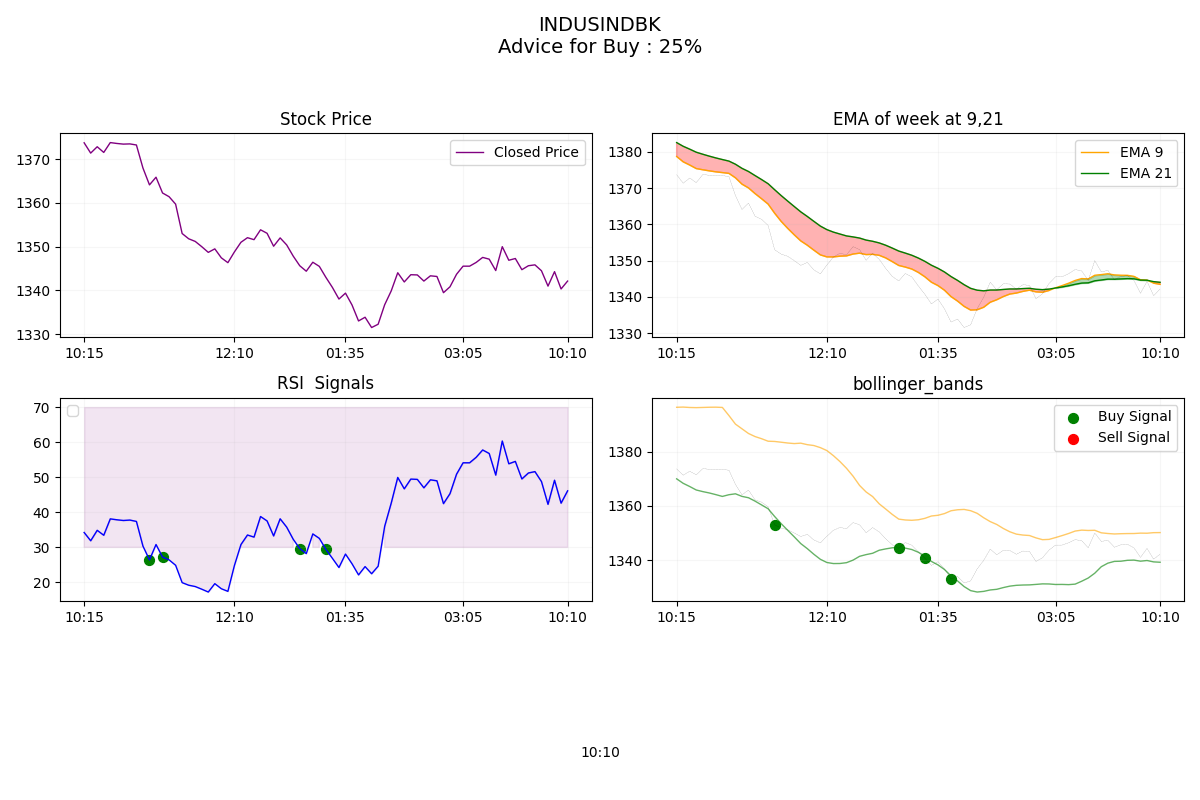 INDUSINDBK
Advice for Buy : 25%
Stock Price
1370
1360
1350
1340
1330
Closed Price
10:15 12:10 01:35 03:05 10:10
EMA of week at 9,21
1380
1370
1360
1350
1340
1330
EMA 9
EMA 21
10:15 12:10 01:35 03:05 10:10
RSI  Signals
70
60
50
40
30
20
10:15 12:10 01:35 03:05 10:10
bollinger_bands
1380
1360
1340
Buy Signal
Sell Signal
10:15 12:10 01:35 03:05 10:10
10:10